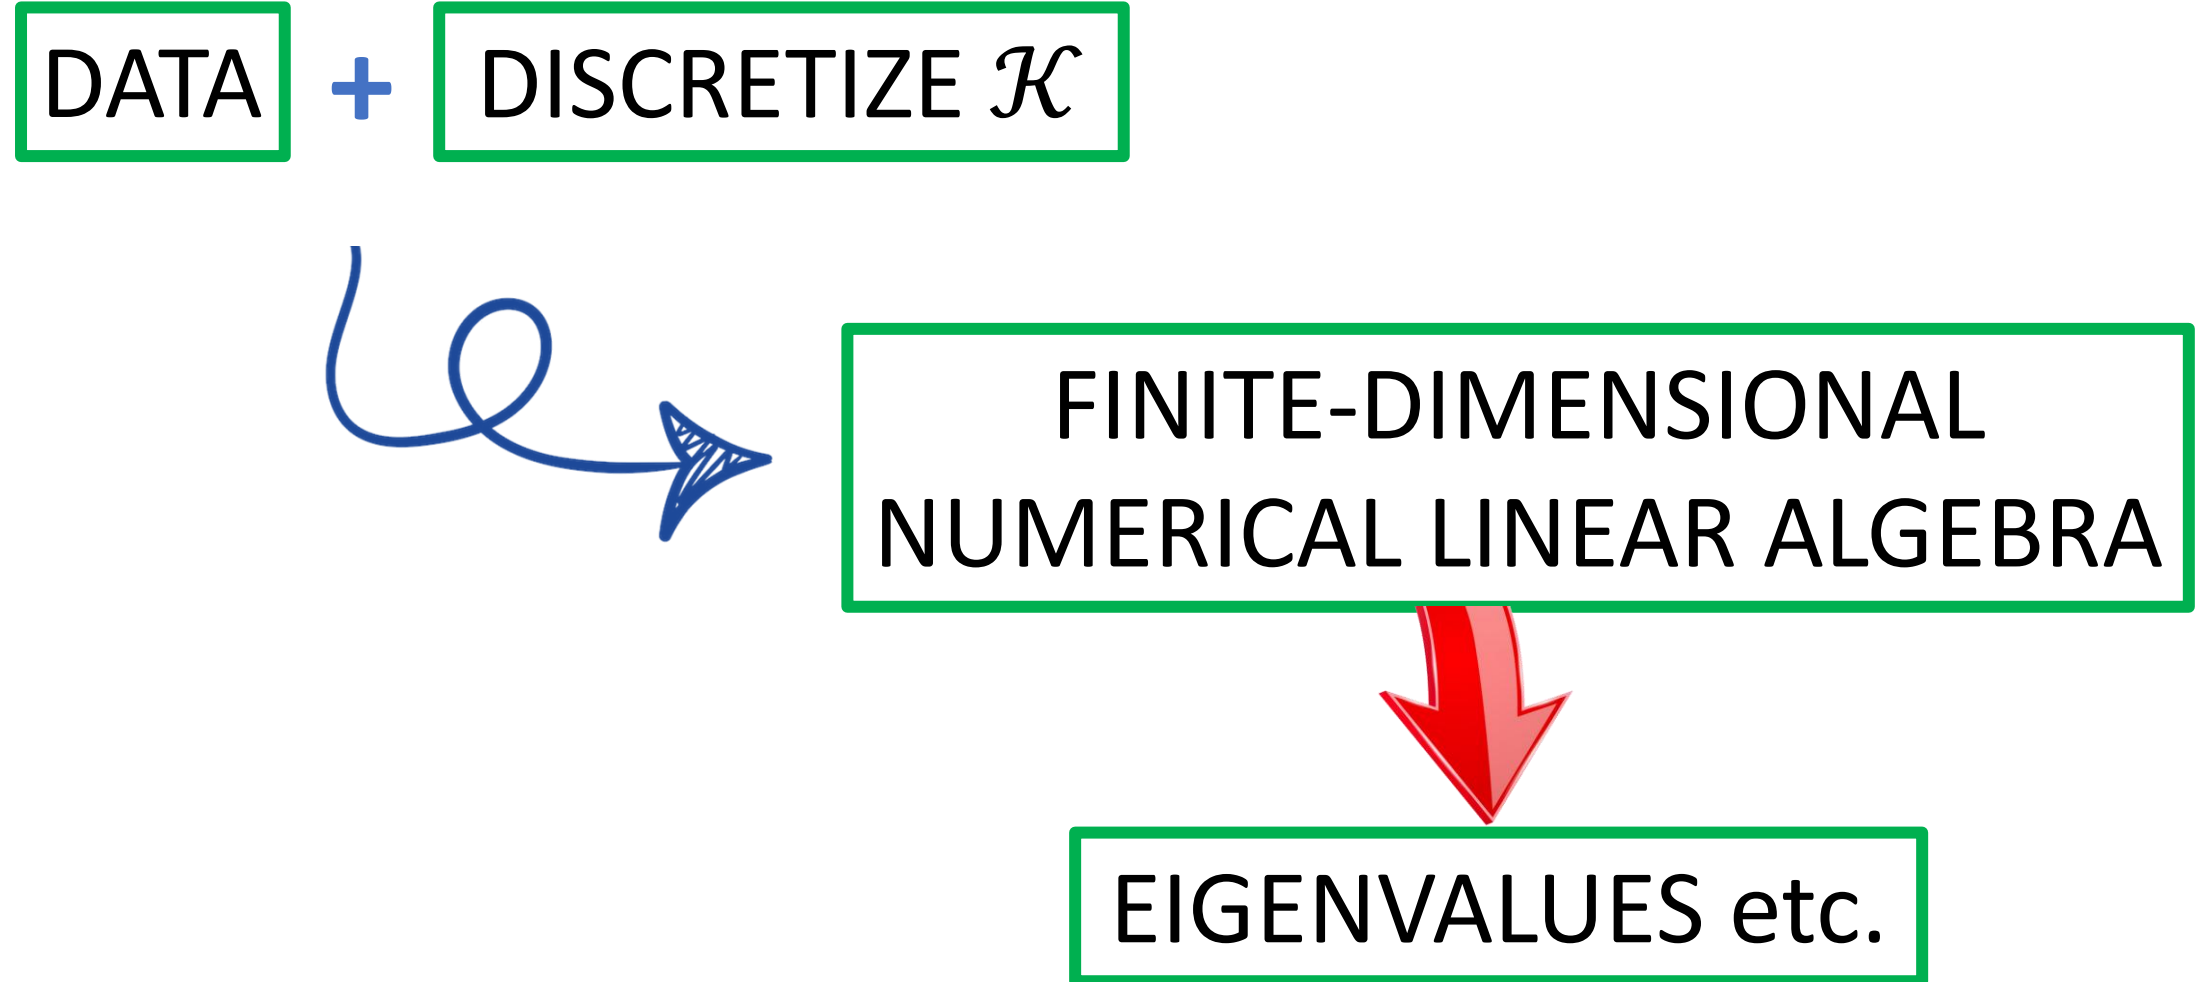 DATA + DISCRETIZE 𝒦
FINITE-DIMENSIONAL
NUMERICAL LINEAR ALGEBRA
EIGENVALUES etc.